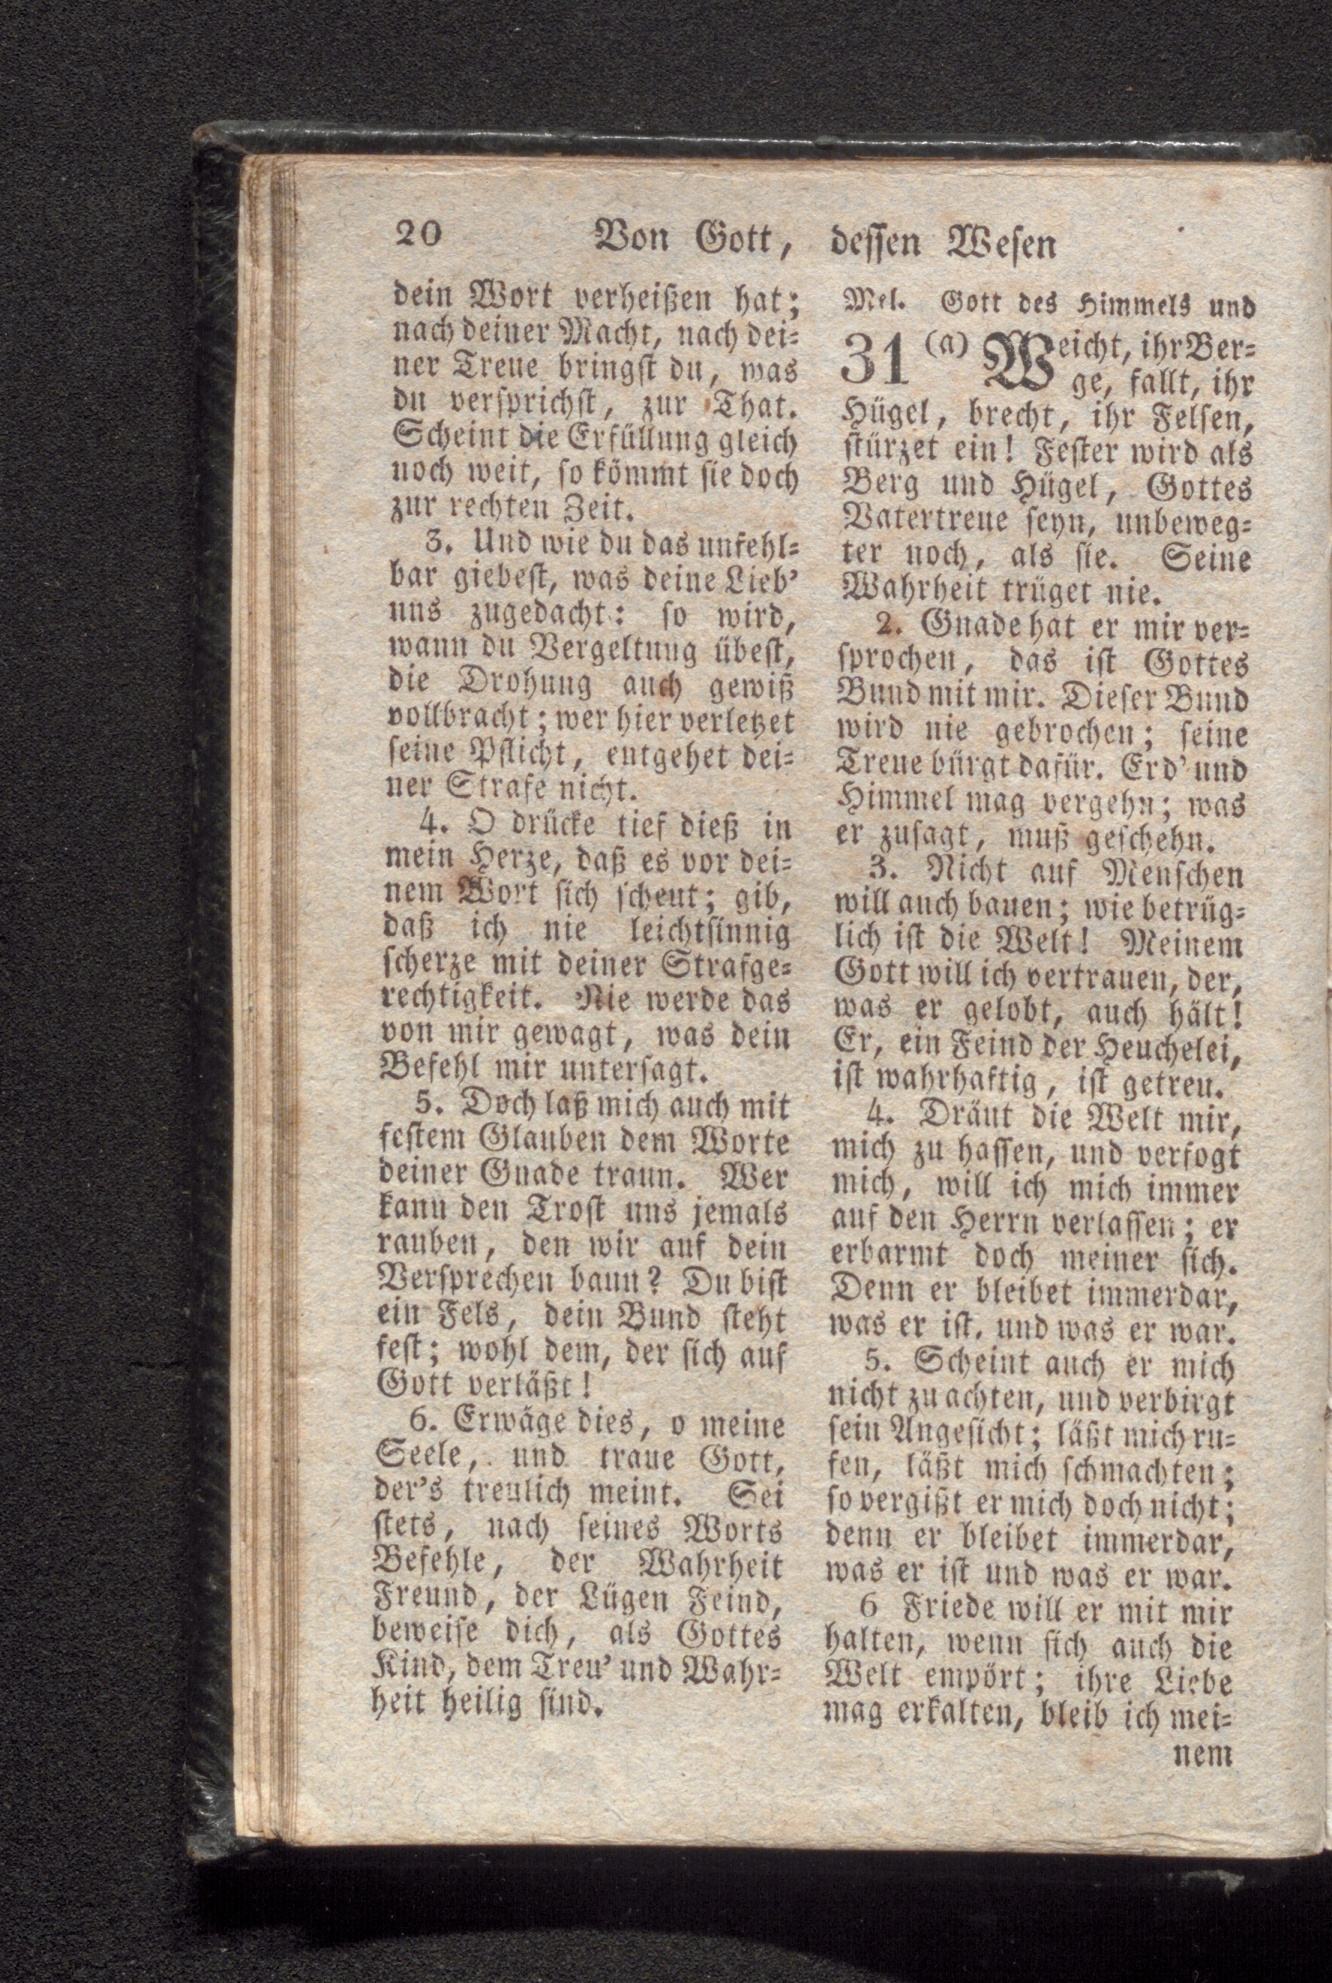 20 Von Gott, dessen Wesen
dein Wort verheißen hat;
nach deiner Macht, nach dei-
ner Treue bringst du, was
du versprichst, zur That.
Scheint die Erfüllung gleich
noch weit, so kömmt sie doch
zur rechten Zeit.
3. Und wie du das unfehl-
bar giebest, was deine Lieb'
uns zugedacht: so wird,
wann du Vergeltung übest,
die Drohung auch gewiß
vollbracht; wer hier verletzet
seine Pflicht, entgehet dei-
ner Strafe nicht.
4. O drücke tief dieß in
mein Herze, daß es vor dei-
nem Wort sich scheut; gib,
daß ich nie leichtsinnig
scherze mit deiner Strafge-
rechtigkeit. Nie werde das
von mir gewagt, was dein
Befehl mir untersagt.
5. Doch laß mich auch mit
festem Glauben dem Worte
deiner Gnade traun. Wer
kann den Trost uns jemals
rauben, den wir auf dein
Versprechen baun? Du bist
ein Fels, dein Bund steht
fest; wohl dem, der sich auf
Gott verläßt!
6. Erwäge dies, o meine
Seele, und traue Gott,
der's treulich meint. Sei
stets, nach seines Worts
Befehle, der Wahrheit
Freund, der Lügen Feind,
beweise dich, als Gottes
Kind, dem Treu' und Wahr-
heit heilig sind.
Mel. Gott des Himmels und
31 (a) Weicht, ihr Ber-
ge, fallt, ihr
Hügel, brecht, ihr Felsen,
stürzet ein! Fester wird als
Berg und Hügel, Gottes
Vatertreue seyn, unbeweg-
ter noch, als sie. Seine
Wahrheit trüget nie.
2. Gnade hat er mir ver-
sprochen, das ist Gottes
Bund mit mir. Dieser Bund
wird nie gebrochen; seine
Treue bürgt dafür. Erd' und
Himmel mag vergehn; was
er zusagt, muß geschehn.
3. Nicht auf Menschen
will auch bauen; wie betrüg-
lich ist die Welt! Meinem
Gott will ich vertrauen, der,
was er gelobt, auch hält!
Er, ein Feind der Heuchelei,
ist wahrhaftig, ist getreu.
4. Dräut die Welt mir,
mich zu hassen, und verfogt
mich, will ich mich immer
auf den Herrn verlassen; er
erbarmt doch meiner sich.
Denn er bleibet immerdar,
was er ist, und was er war.
5. Scheint auch er mich
nicht zu achten, und verbirgt
sein Angesicht; läßt mich ru-
fen, läßt mich schmachten;
so vergißt er mich doch nicht;
denn er bleibet immerdar,
was er ist und was er war.
6 Friede will er mit mir
halten, wenn sich auch die
Welt empört; ihre Liebe
mag erkalten, bleib ich mei-
nem